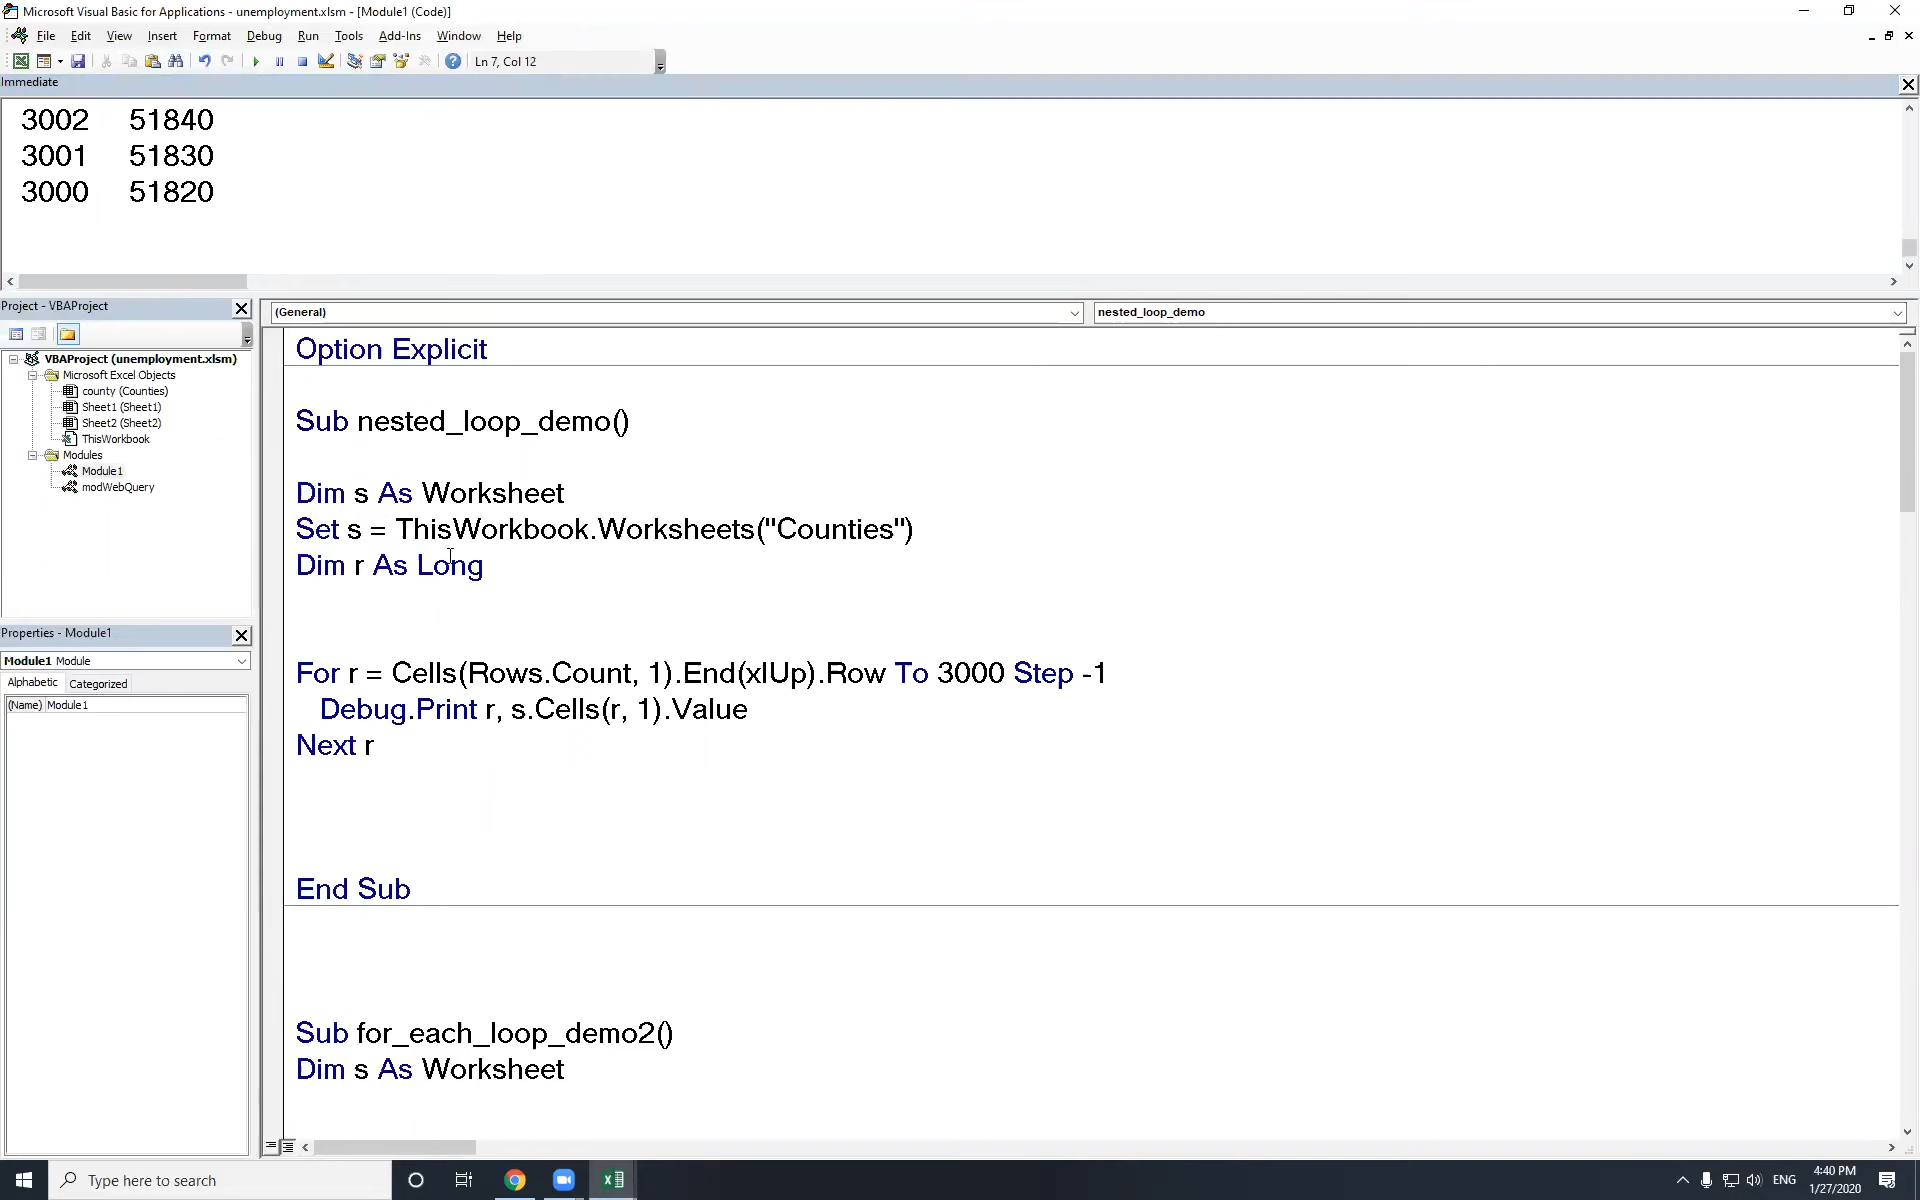 Microsoft Visual Basic for Applications - unemployment.xlsm - [Module1 (Code)]
File Edit View Insert Format Debug Run Tools Add-Ins Window Help
Ln 7, Col 12
Immediate
3002 51840
3001 51830
3000 51820
Project - VBAProject
VBAProject (unemployment.xlsm)
Microsoft Excel Objects
county (Counties)
Sheet1 (Sheet1)
Sheet2 (Sheet2)
ThisWorkbook
Modules
Module1
modWebQuery
Properties - Module1
Module1 Module
Alphabetic Categorized
(Name) Module1
(General) nested_loop_demo
Option Explicit
Sub nested_loop_demo()
Dim s As Worksheet
Set s = ThisWorkbook.Worksheets("Counties")
Dim r As Long
For r = Cells(Rows.Count, 1).End(xlUp).Row To 3000 Step -1
Debug.Print r, s.Cells(r, 1).Value
Next r
End Sub
Sub for_each_loop_demo2()
Dim s As Worksheet
Type here to search
ENG
4:40 PM
1/27/2020